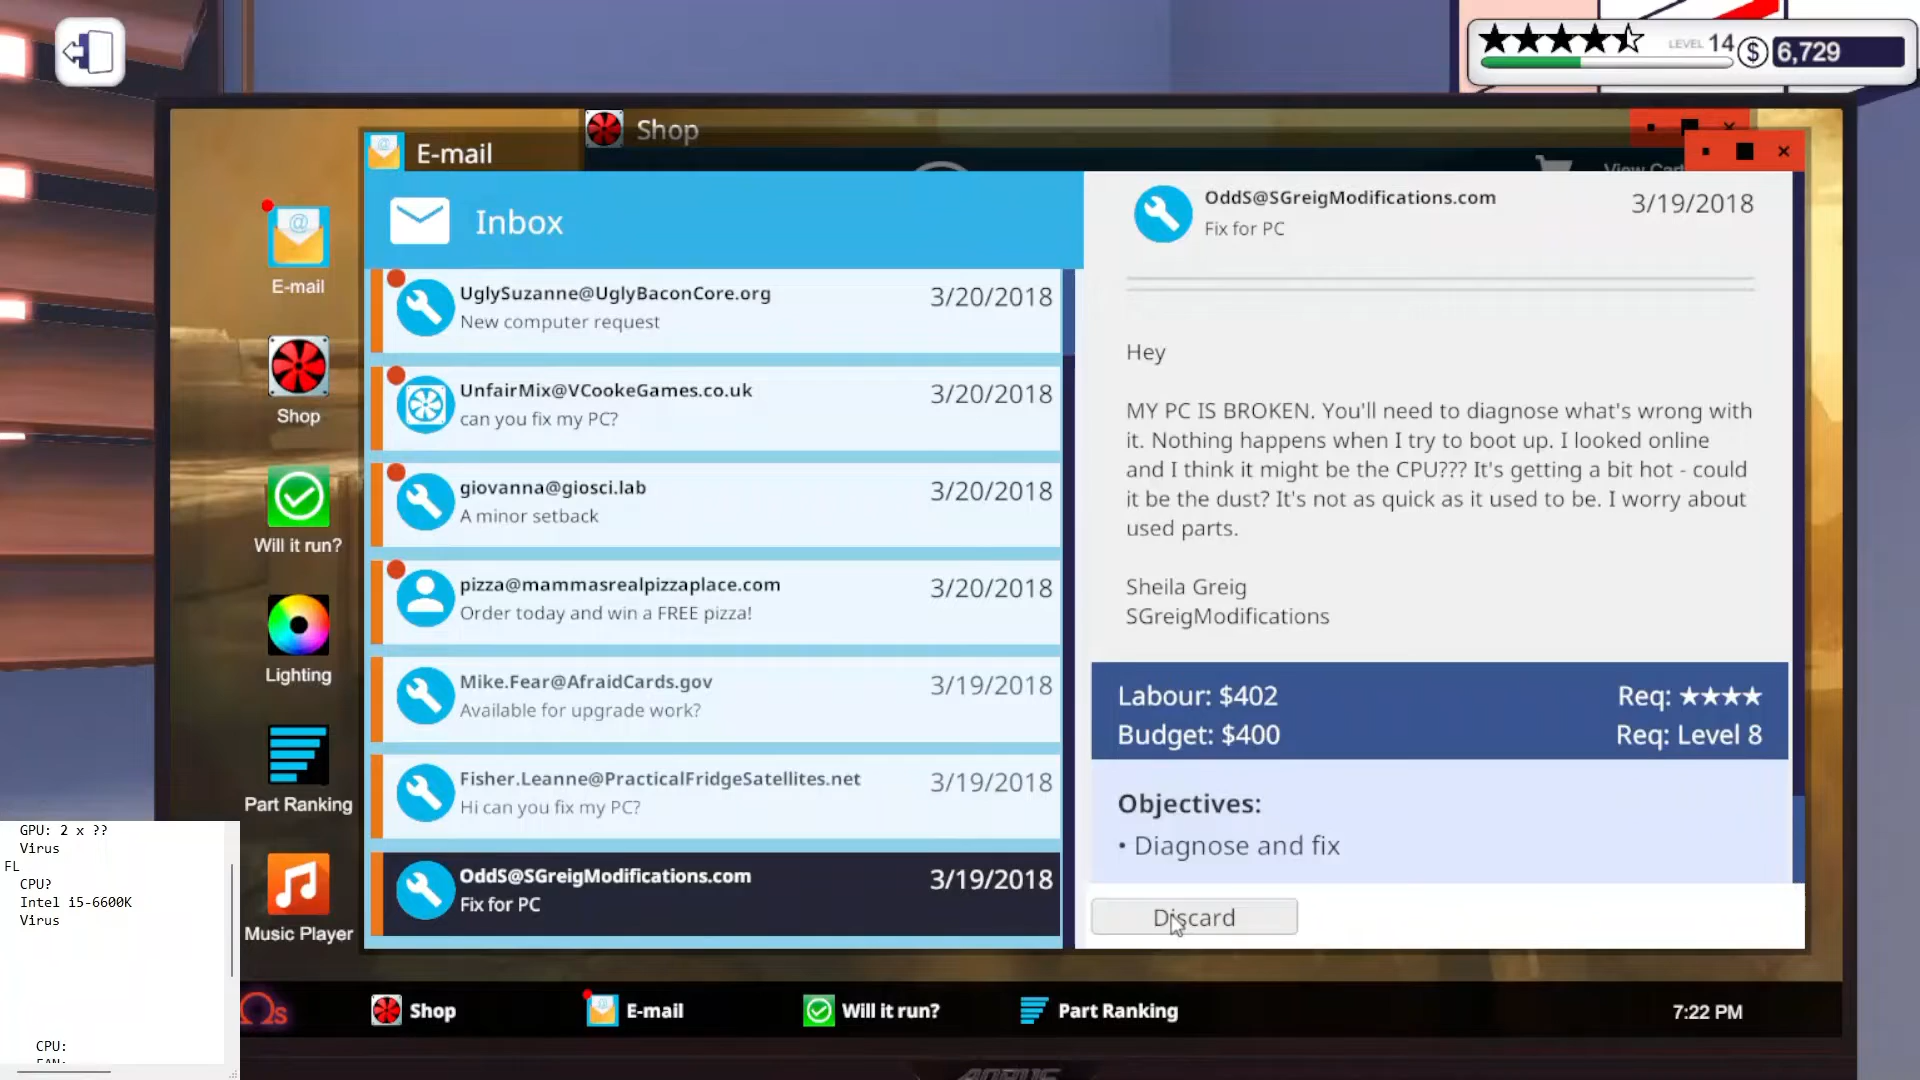 LEVEL 14
$ 6,729
Shop
E-mail
Inbox
UglySuzanne@UglyBaconCore.org
3/20/2018
New computer request
UnfairMix@VCookeGames.co.uk
3/20/2018
can you fix my PC?
giovanna@giosci.lab
3/20/2018
A minor setback
pizza@mammasrealpizzaplace.com
3/20/2018
Order today and win a FREE pizza!
Mike.Fear@AfraidCards.gov
3/19/2018
Available for upgrade work?
Fisher.Leanne@PracticalFridgeSatellites.net
3/19/2018
Hi can you fix my PC?
OddS@SGreigModifications.com
3/19/2018
Fix for PC
OddS@SGreigModifications.com
3/19/2018
Fix for PC
Hey
MY PC IS BROKEN. You'll need to diagnose what's wrong with
it. Nothing happens when I try to boot up. I looked online
and I think it might be the CPU??? It's getting a bit hot - could
it be the dust? It's not as quick as it used to be. I worry about
used parts.
Sheila Greig
SGreigModifications
Labour: $402
Req: ★★★★
Budget: $400
Req: Level 8
Objectives:
• Diagnose and fix
Discard
E-mail
Shop
Will it run?
Lighting
Part Ranking
Music Player
GPU: 2 x ??
Virus
FL
CPU?
Intel i5-6600K
Virus
CPU:
Shop
E-mail
Will it run?
Part Ranking
7:22 PM